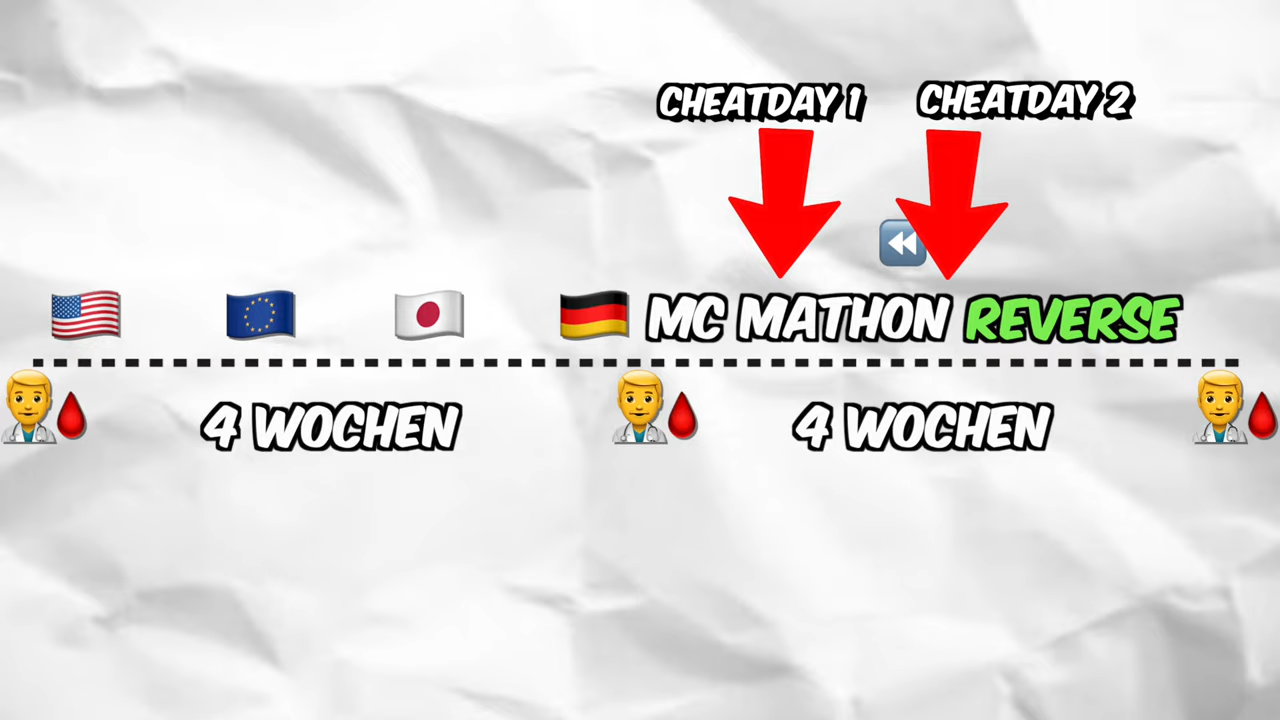 CHEATDAY 1
CHEATDAY 2
MC MATHON REVERSE
4 WOCHEN
4 WOCHEN